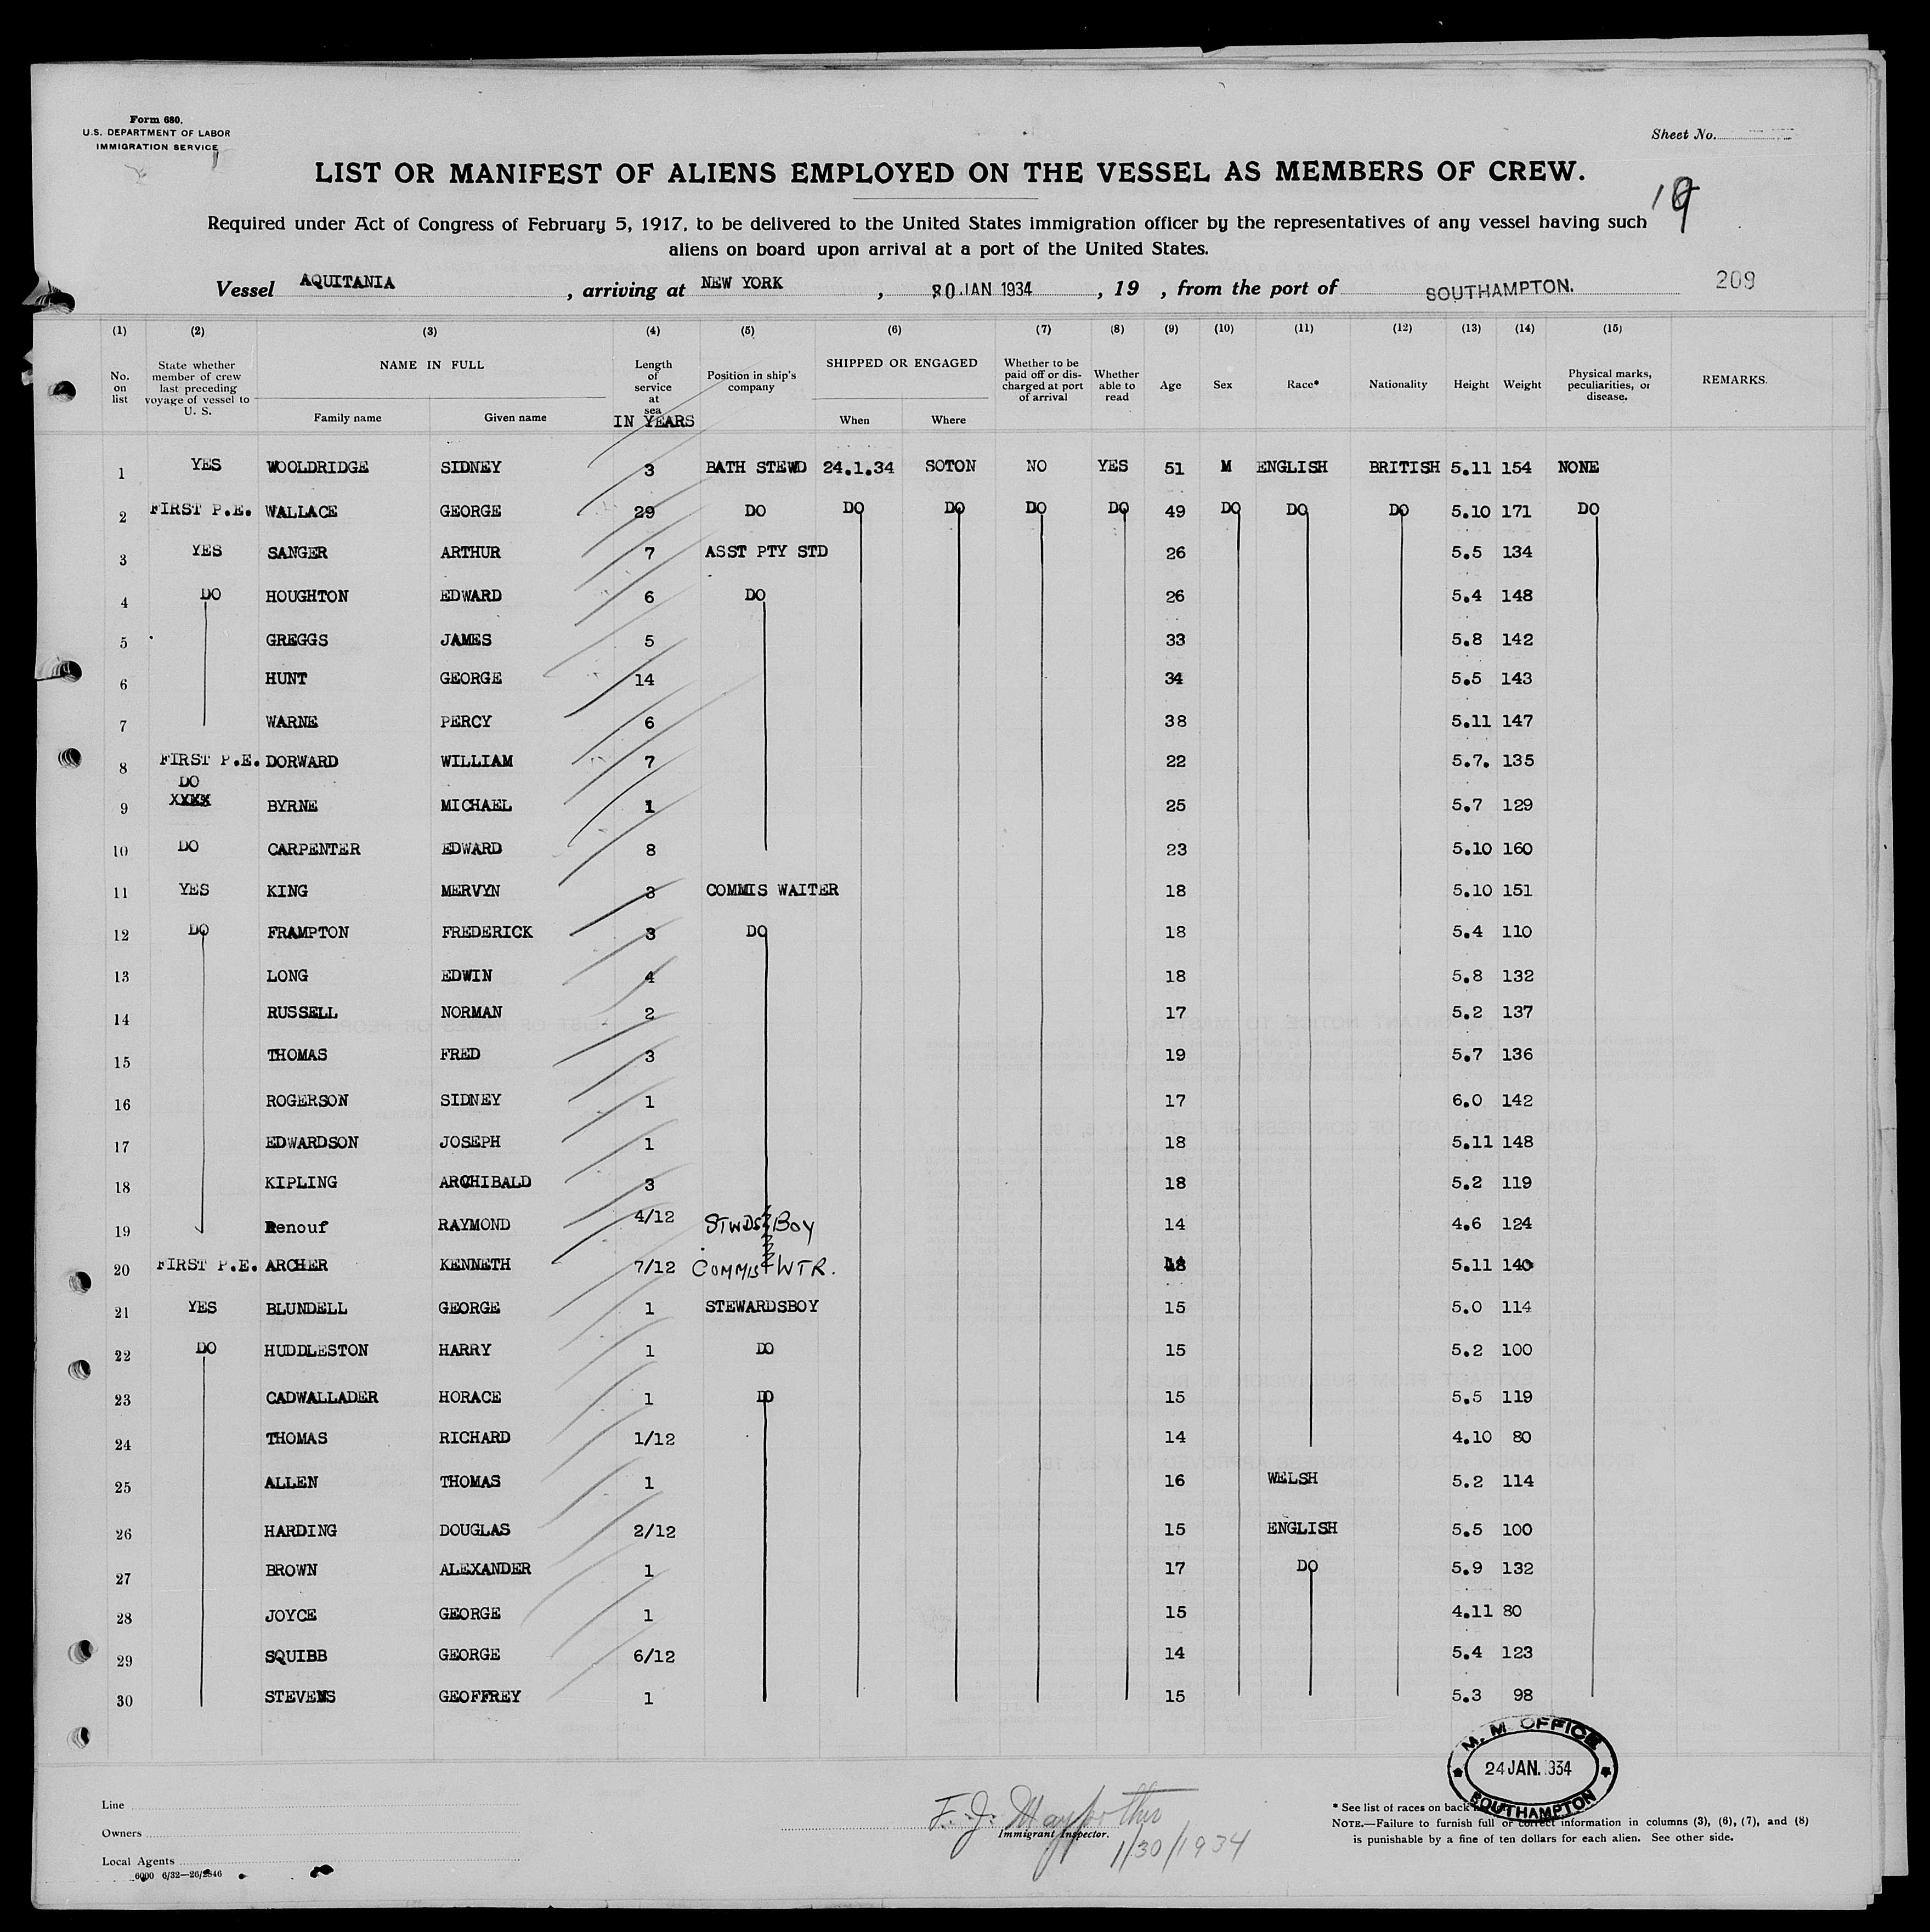 Form 680.
U.S. DEPARTMENT OF LABOR
IMMIGRATION SERVICE
Sheet No.
LIST OR MANIFEST OF ALIENS EMPLOYED ON THE VESSEL AS MEMBERS OF CREW.
19
Required under Act of Congress of February 5, 1917, to be delivered to the United States immigration officer by the representatives of any vessel having such
aliens on board upon arrival at a port of the United States.
Vessel AQUITANIA, arriving at NEW YORK, 30 JAN 1934, 19 , from the port of SOUTHAMPTON. 209
(1) (2) (3) (4) (5) (6) (7) (8) (9) (10) (11) (12) (13) (14) (15)
No. on list State whether member of crew last preceding voyage of vessel to U. S. NAME IN FULL Family name Given name Length of service at sea IN YEARS Position in ship's company SHIPPED OR ENGAGED When Where Whether to be paid off or discharged at port of arrival Whether able to read Age Sex Race* Nationality Height Weight Physical marks, peculiarities, or disease. REMARKS.
1 YES WOOLDRIDGE SIDNEY 3 BATH STEWD 24.1.34 SOTON NO YES 51 M ENGLISH BRITISH 5.11 154 NONE
2 FIRST P.E. WALLACE GEORGE 29 DO DO DO DO DO 49 DO DO DO 5.10 171 DO
3 YES SANGER ARTHUR 7 ASST PTY STD 26 5.5 134
4 DO HOUGHTON EDWARD 6 DO 26 5.4 148
5 GREGGS JAMES 5 33 5.8 142
6 HUNT GEORGE 14 34 5.5 143
7 WARNE PERCY 6 38 5.11 147
8 FIRST P.E. DORWARD WILLIAM 7 22 5.7. 135
9 DO XXXX BYRNE MICHAEL 1 25 5.7 129
10 DO CARPENTER EDWARD 8 23 5.10 160
11 YES KING MERVYN 3 COMMIS WAITER 18 5.10 151
12 DO FRAMPTON FREDERICK 3 DO 18 5.4 110
13 LONG EDWIN 4 18 5.8 132
14 RUSSELL NORMAN 2 17 5.2 137
15 THOMAS FRED 3 19 5.7 136
16 ROGERSON SIDNEY 1 17 6.0 142
17 EDWARDSON JOSEPH 1 18 5.11 148
18 KIPLING ARCHIBALD 3 18 5.2 119
19 Renouf RAYMOND 4/12 STWDS BOY 14 4.6 124
20 FIRST P.E. ARCHER KENNETH 7/12 COMMIS WTR. 18 5.11 140
21 YES BLUNDELL GEORGE 1 STEWARDSBOY 15 5.0 114
22 DO HUDDLESTON HARRY 1 DO 15 5.2 100
23 CADWALLADER HORACE 1 DO 15 5.5 119
24 THOMAS RICHARD 1/12 14 4.10 80
25 ALLEN THOMAS 1 16 WELSH 5.2 114
26 HARDING DOUGLAS 2/12 15 ENGLISH 5.5 100
27 BROWN ALEXANDER 1 17 DO 5.9 132
28 JOYCE GEORGE 1 15 4.11 80
29 SQUIBB GEORGE 6/12 14 5.4 123
30 STEVENS GEOFFREY 1 15 5.3 98
M. M OFFICE
24 JAN. 1934
SOUTHAMPTON
Line
Owners
Local Agents
6000 6/32—26/2846
F. J.
Immigrant Inspector.
1/30/1934
* See list of races on back
NOTE.—Failure to furnish full or correct information in columns (3), (6), (7), and (8)
is punishable by a fine of ten dollars for each alien. See other side.